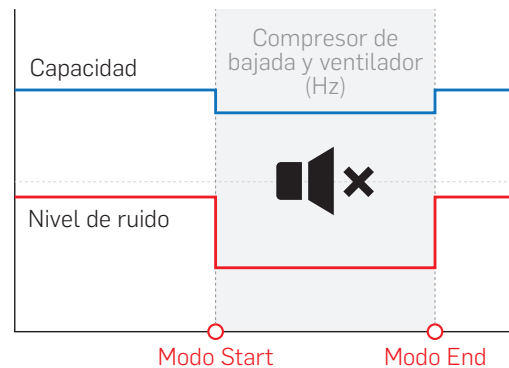 Compresor de
bajada y ventilador
(Hz)
Capacidad
Nivel de ruido
Modo Start
Modo End